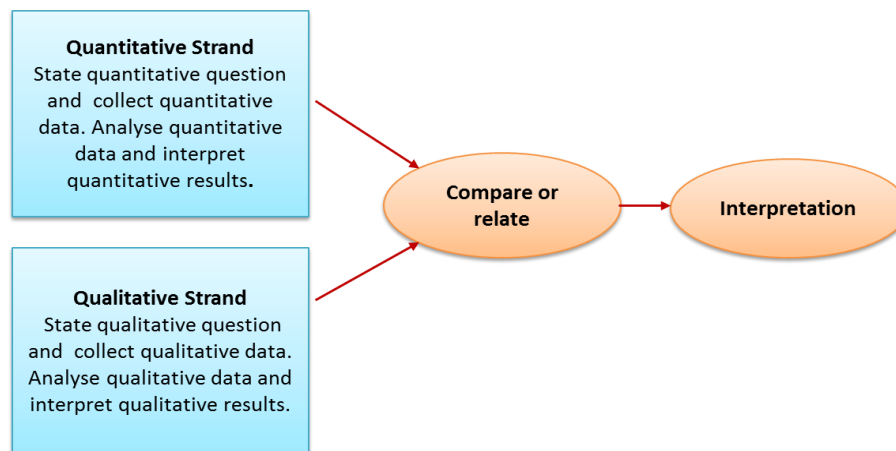 Quantitative Strand
State quantitative question
and  collect quantitative
data. Analyse quantitative
data and interpret
quantitative results.
Qualitative Strand
State qualitative question
and  collect qualitative data.
Analyse qualitative data and
interpret qualitative results.
Compare or
relate
Interpretation